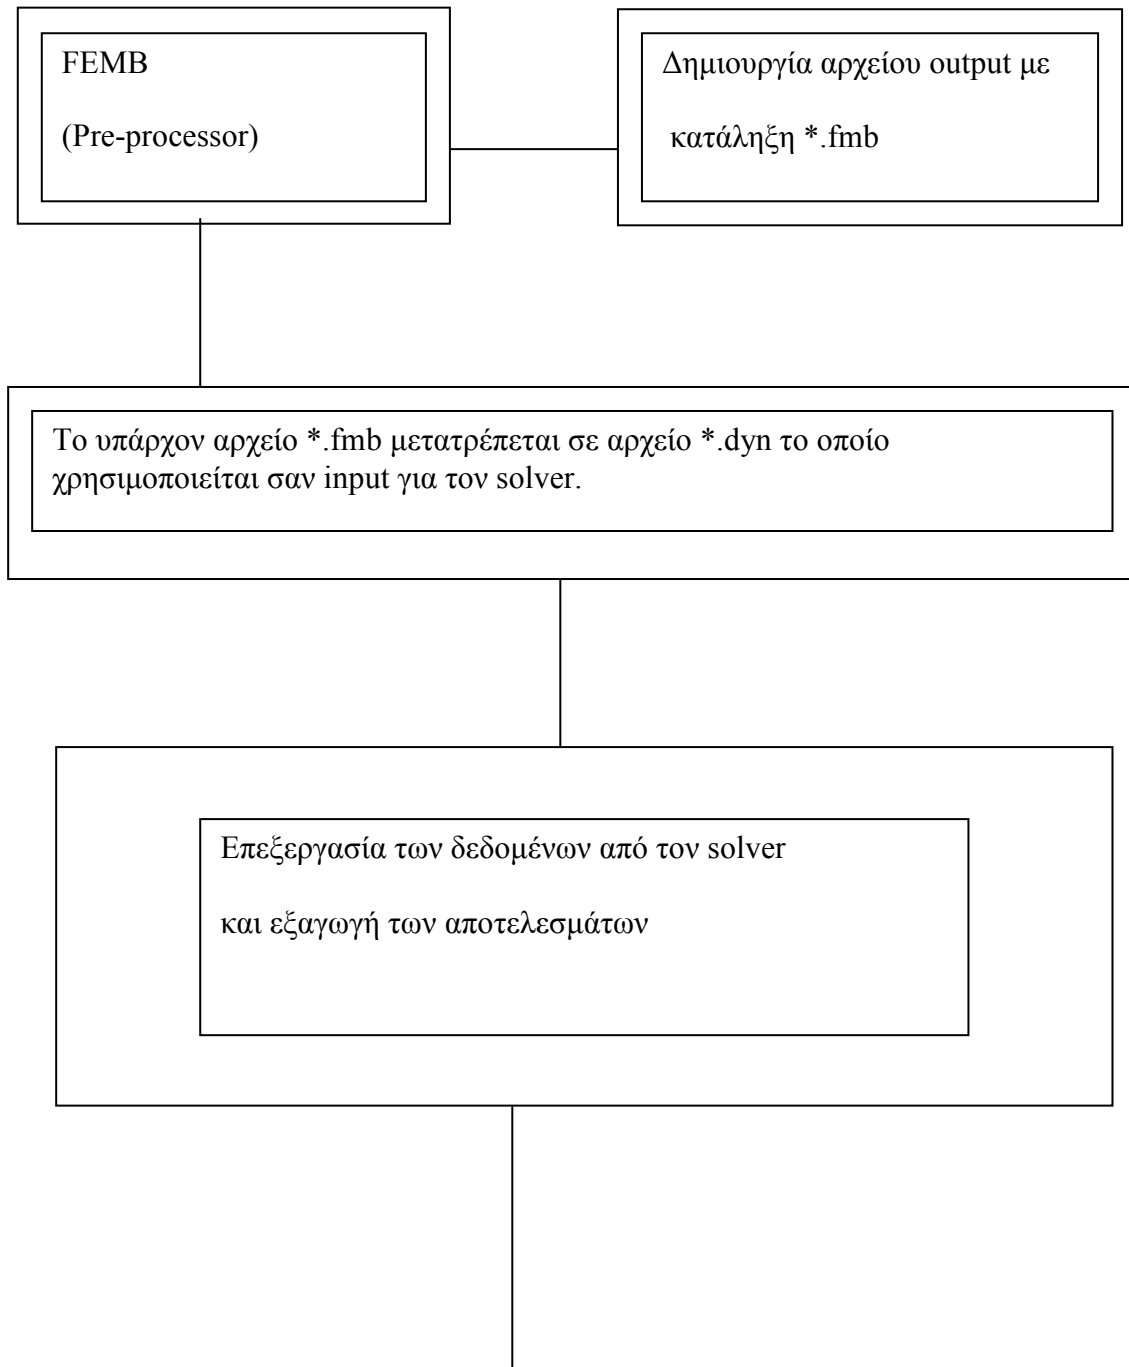 FEMB
(Pre-processor)
Δημιουργία αρχείου output με
κατάληξη *.fmb
Το υπάρχον αρχείο *.fmb μετατρέπεται σε αρχείο *.dyn το οποίο
χρησιμοποιείται σαν input για τον solver.
Επεξεργασία των δεδομένων από τον solver
και εξαγωγή των αποτελεσμάτων